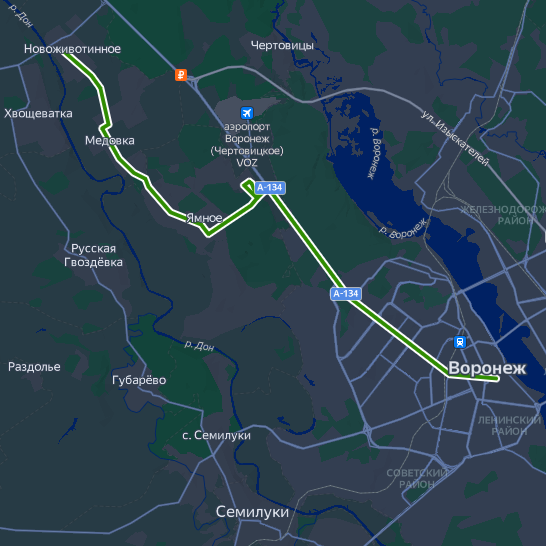 р. Дон
Новоживотинное
Чертовицы
₽
Хвощеватка
Медовка
аэропорт
Воронеж
(Чертовицкое)
VOZ
ул. Изыскателей
р. Воронеж
А-134
Ямное
ЖЕЛЕЗНОДОРОЖ
РАЙОН
р. Воронеж
Русская
Гвоздёвка
А-134
р. Дон
Раздолье
Губарёво
Воронеж
с. Семилуки
ЛЕНИНСКИЙ
РАЙОН
СОВЕТСКИЙ
РАЙОН
Семилуки